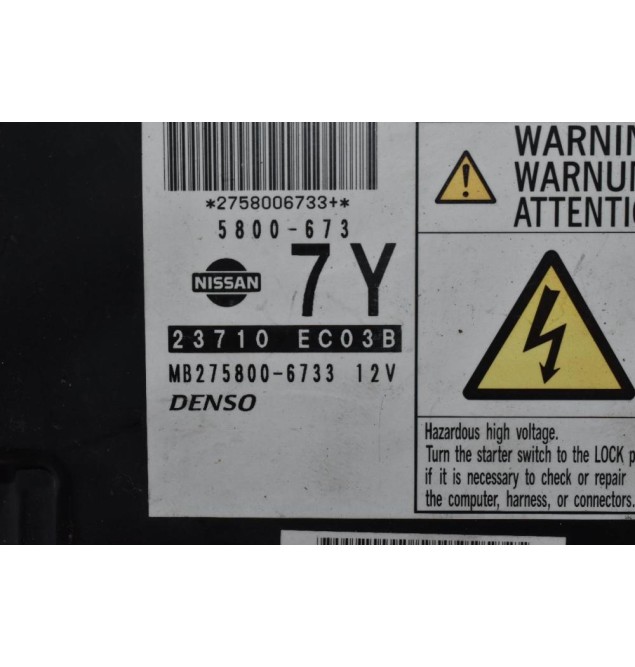 *2758006733+*
5800-673
NISSAN
7Y
23710 EC03B
MB275800-6733 12V
DENSO
!
Hazardous high voltage.
Turn the starter switch to the LOCK
if it is necessary to check or repair
the computer, harness, or connectors.